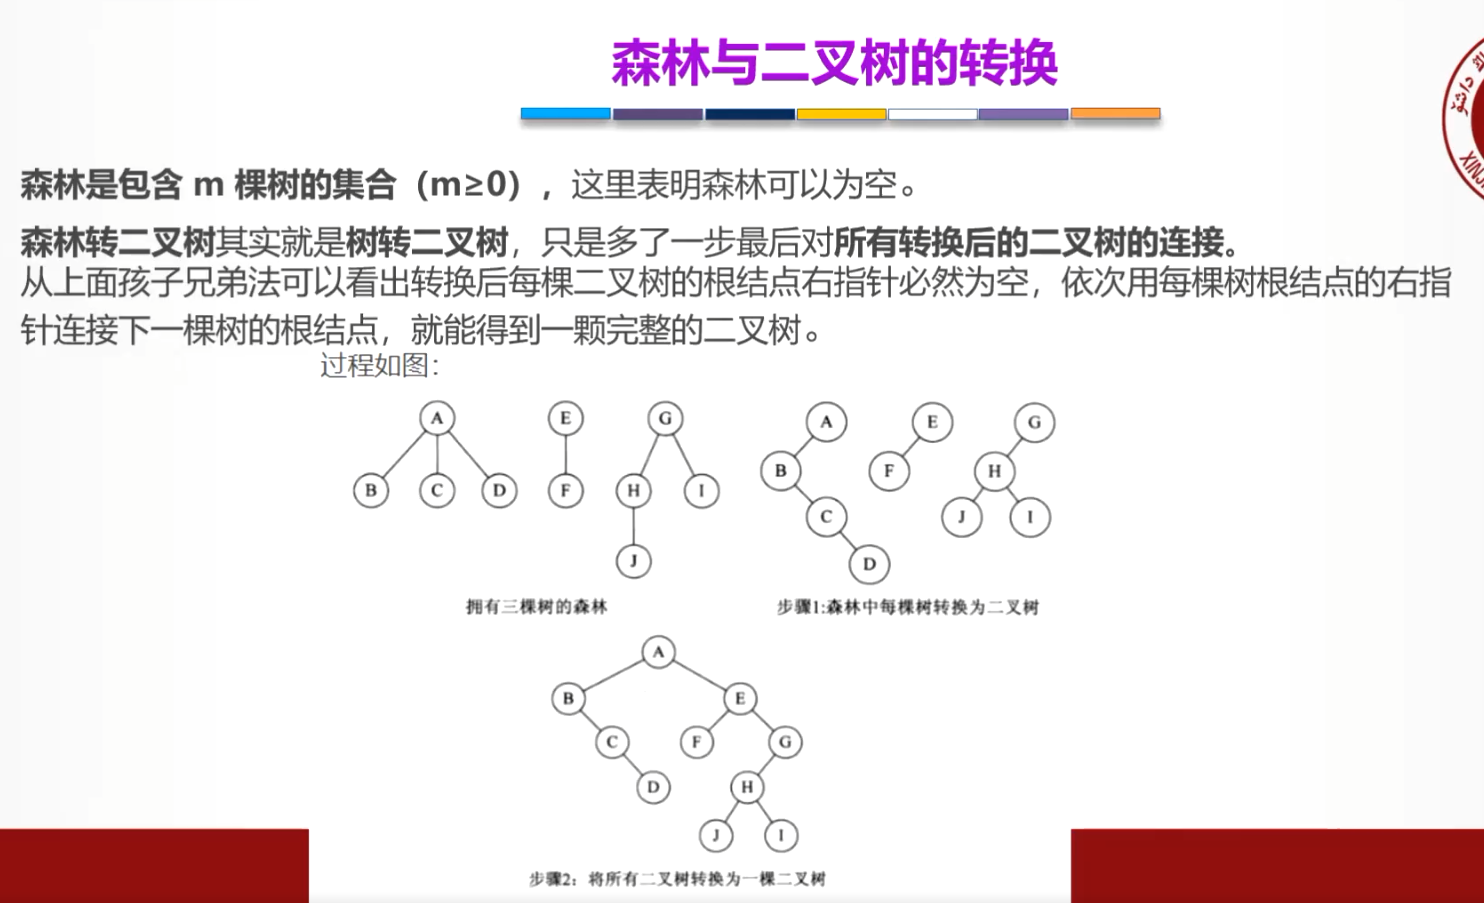 森林与二叉树的转换
森林是包含 m 棵树的集合（m≥0），这里表明森林可以为空。
森林转二叉树其实就是树转二叉树，只是多了一步最后对所有转换后的二叉树的连接。
从上面孩子兄弟法可以看出转换后每棵二叉树的根结点右指针必然为空，依次用每棵树根结点的右指
针连接下一棵树的根结点，就能得到一颗完整的二叉树。
过程如图：
A E G
B C D F H I
J
拥有三棵树的森林
A E G
B F H
C J I
D
步骤1:森林中每棵树转换为二叉树
A
B E
C F G
D H
J I
步骤2：将所有二叉树转换为一棵二叉树